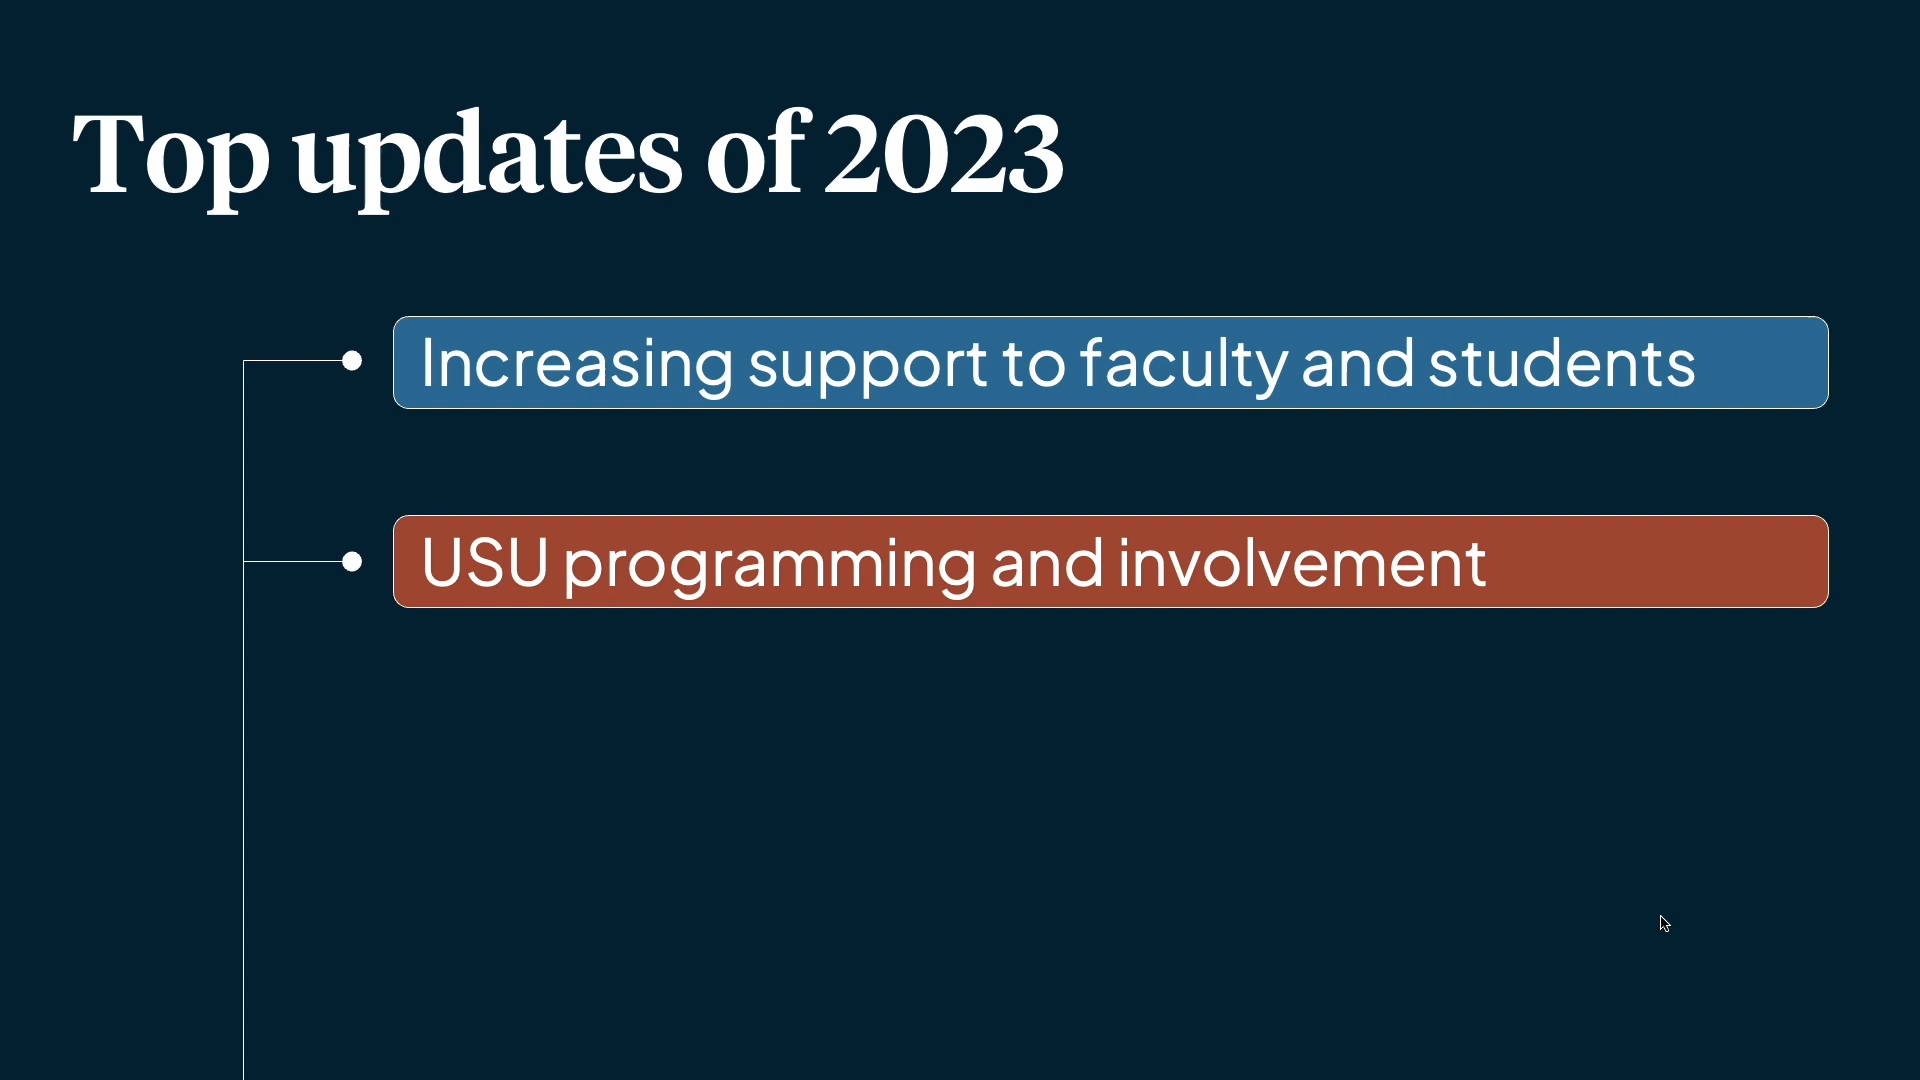 Top updates of 2023
Increasing support to faculty and students
USU programming and involvement